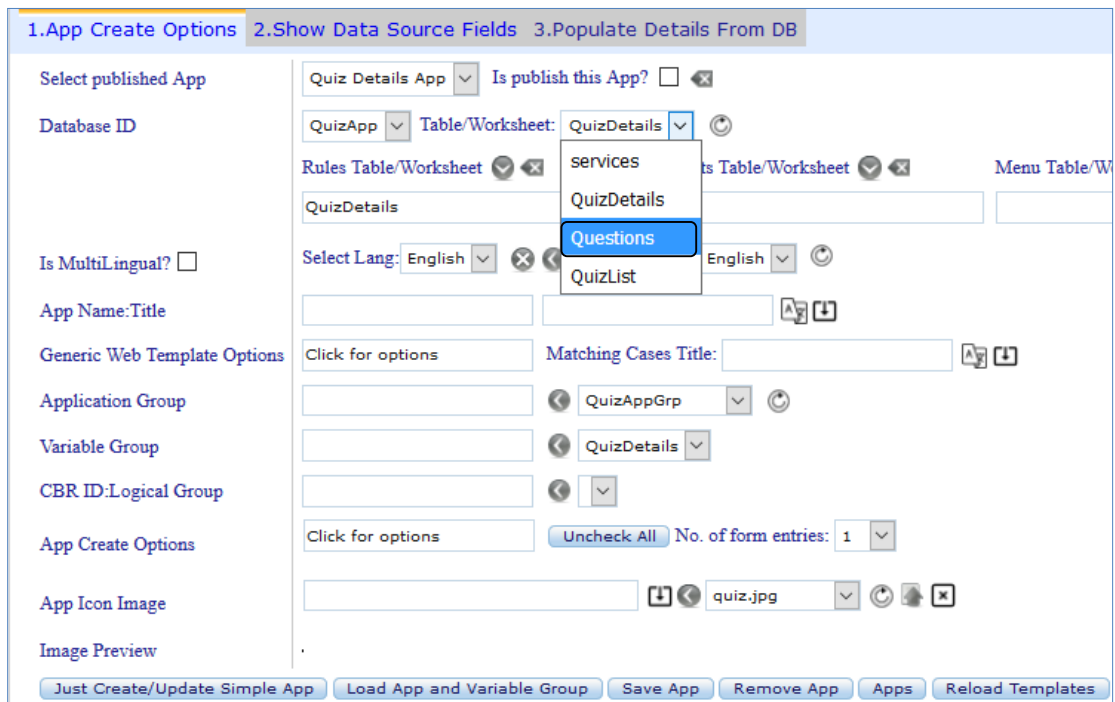 1.App Create Options 2.Show Data Source Fields 3.Populate Details From DB
Select published App Quiz Details App Is publish this App?
Database ID QuizApp Table/Worksheet: QuizDetails
services
Rules Table/Worksheet ts Table/Worksheet Menu Table/W
QuizDetails QuizDetails
Questions
Is MultiLingual? Select Lang: English English
QuizList
App Name:Title
Generic Web Template Options Click for options Matching Cases Title:
Application Group QuizAppGrp
Variable Group QuizDetails
CBR ID:Logical Group
App Create Options Click for options Uncheck All No. of form entries: 1
App Icon Image quiz.jpg
Image Preview
Just Create/Update Simple App Load App and Variable Group Save App Remove App Apps Reload Templates